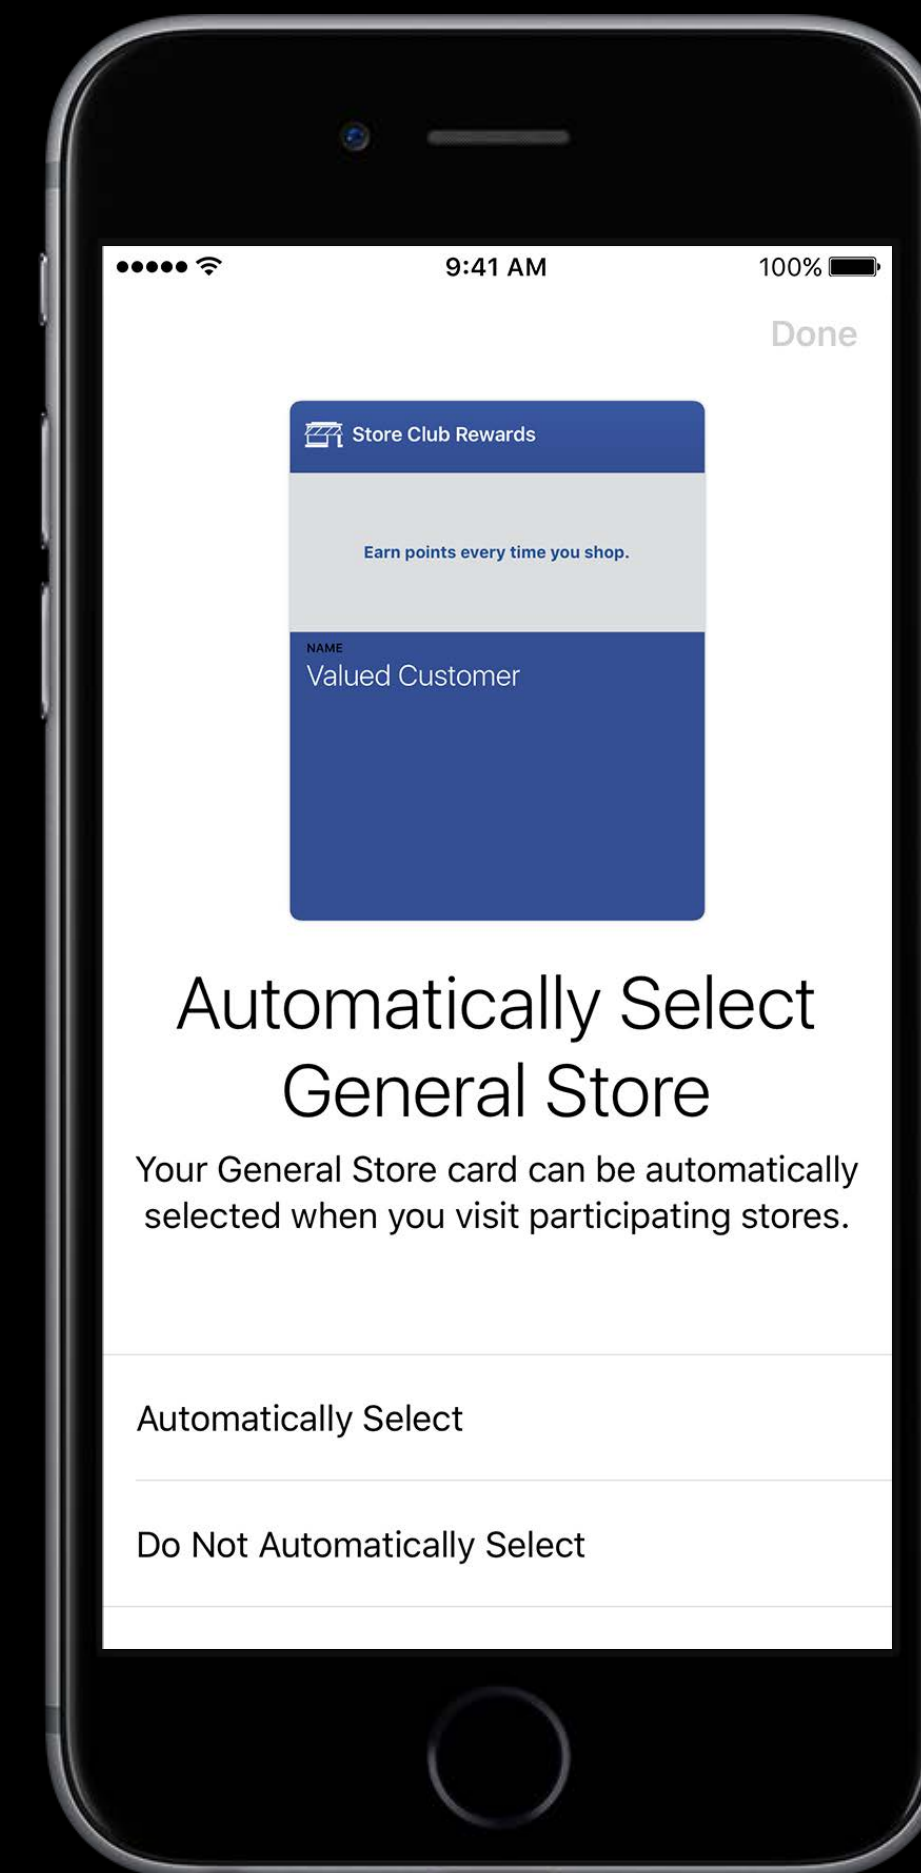 9:41 AM
100%
Done
Store Club Rewards
Earn points every time you shop.
NAME
Valued Customer
Automatically Select
General Store
Your General Store card can be automatically
selected when you visit participating stores.
Automatically Select
Do Not Automatically Select